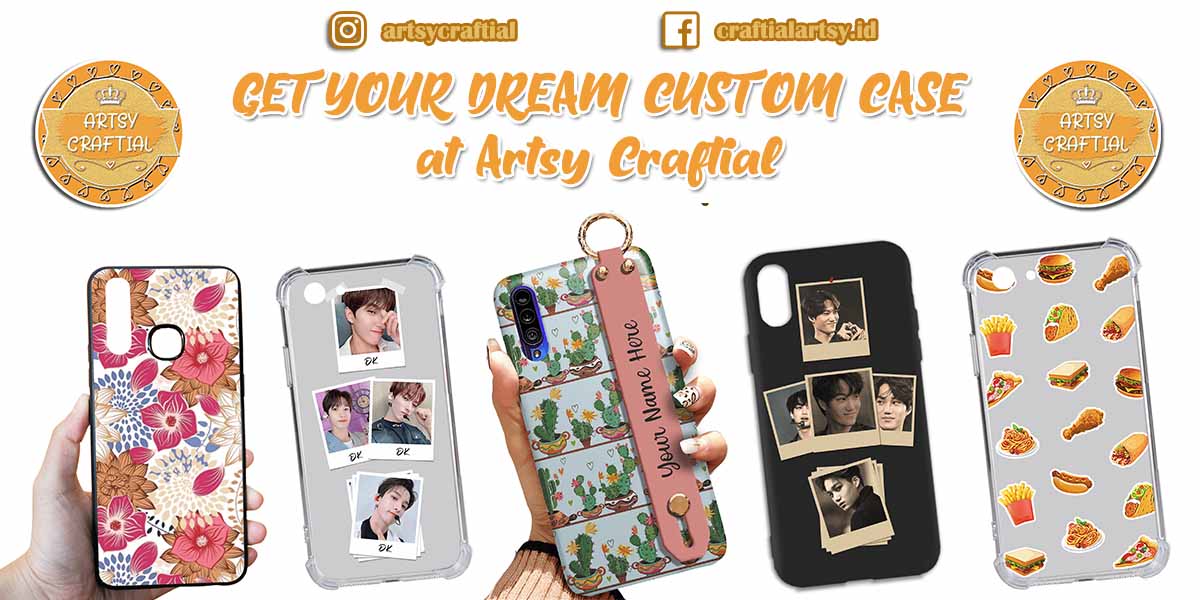 artsycraftial
craftialartsy.id
GET YOUR DREAM CUSTOM CASE
at Artsy Craftial
ARTSY
CRAFTIAL
ARTSY
CRAFTIAL
DK
DK
DK
DK
Your Name Here